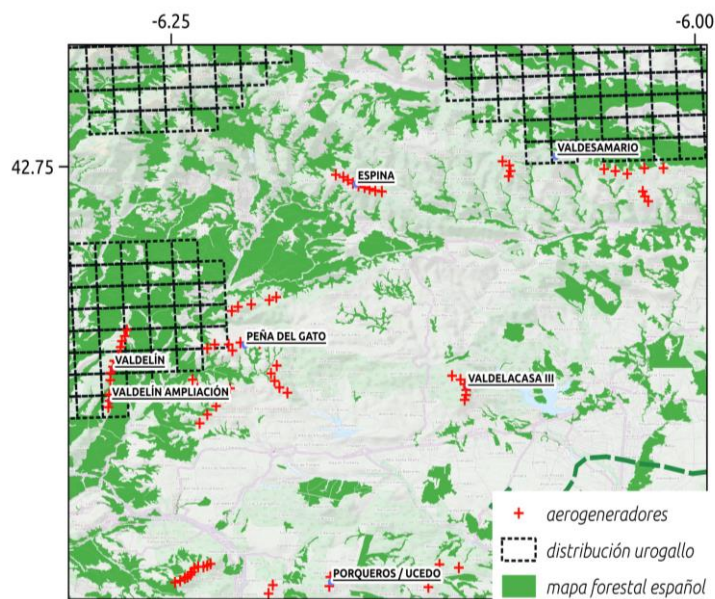 -6.25
-6.00
42.75
VALDESAMARIO
ESPINA
PEÑA DEL GATO
VALDELÍN
VALDELACASA III
VALDELÍN AMPLIACIÓN
aerogeneradores
distribución urogallo
PORQUEROS / UCEDO
mapa forestal español